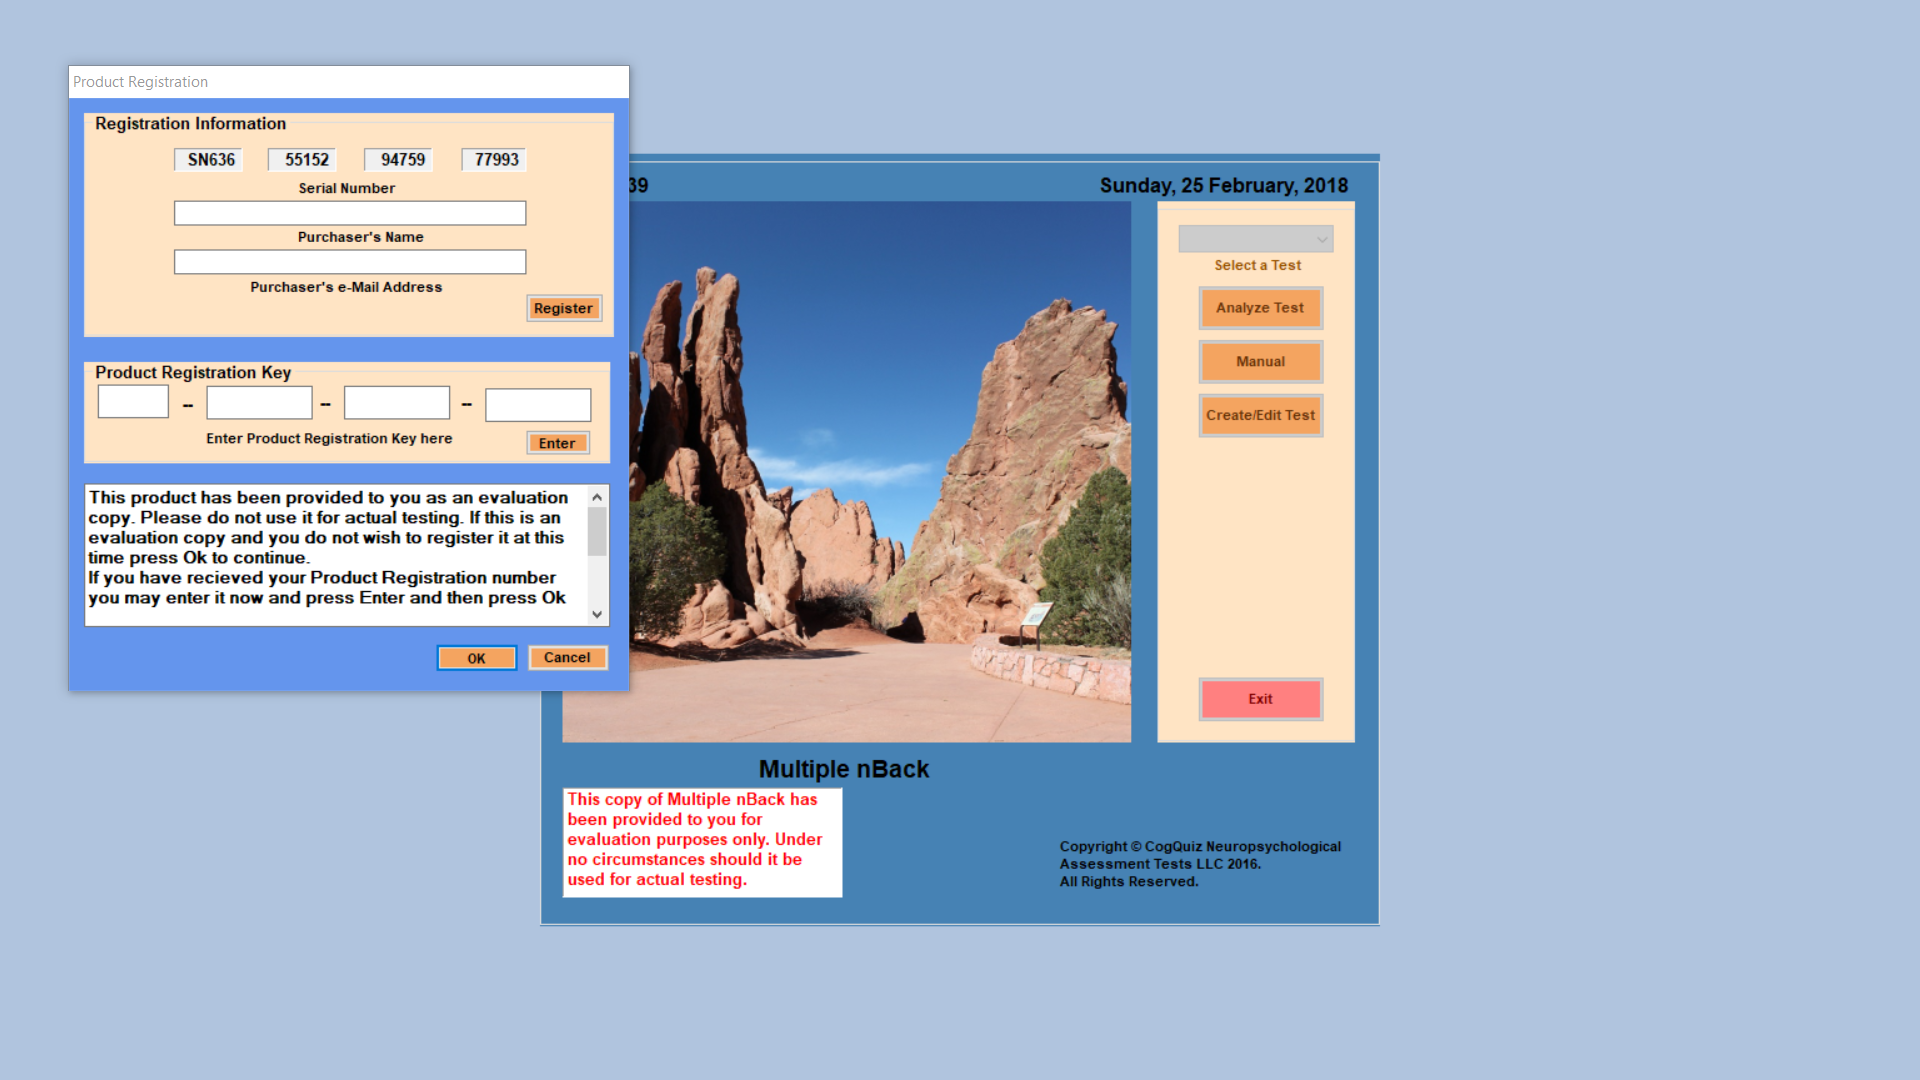 Product Registration
Registration Information
SN636 55152 94759 77993
Serial Number
Purchaser's Name
Purchaser's e-Mail Address
Register
Product Registration Key
-- -- --
Enter Product Registration Key here
Enter
This product has been provided to you as an evaluation
copy. Please do not use it for actual testing. If this is an
evaluation copy and you do not wish to register it at this
time press Ok to continue.
If you have recieved your Product Registration number
you may enter it now and press Enter and then press Ok
OK
Cancel
39
Sunday, 25 February, 2018
Select a Test
Analyze Test
Manual
Create/Edit Test
Exit
Multiple nBack
This copy of Multiple nBack has
been provided to you for
evaluation purposes only. Under
no circumstances should it be
used for actual testing.
Copyright © CogQuiz Neuropsychological
Assessment Tests LLC 2016.
All Rights Reserved.